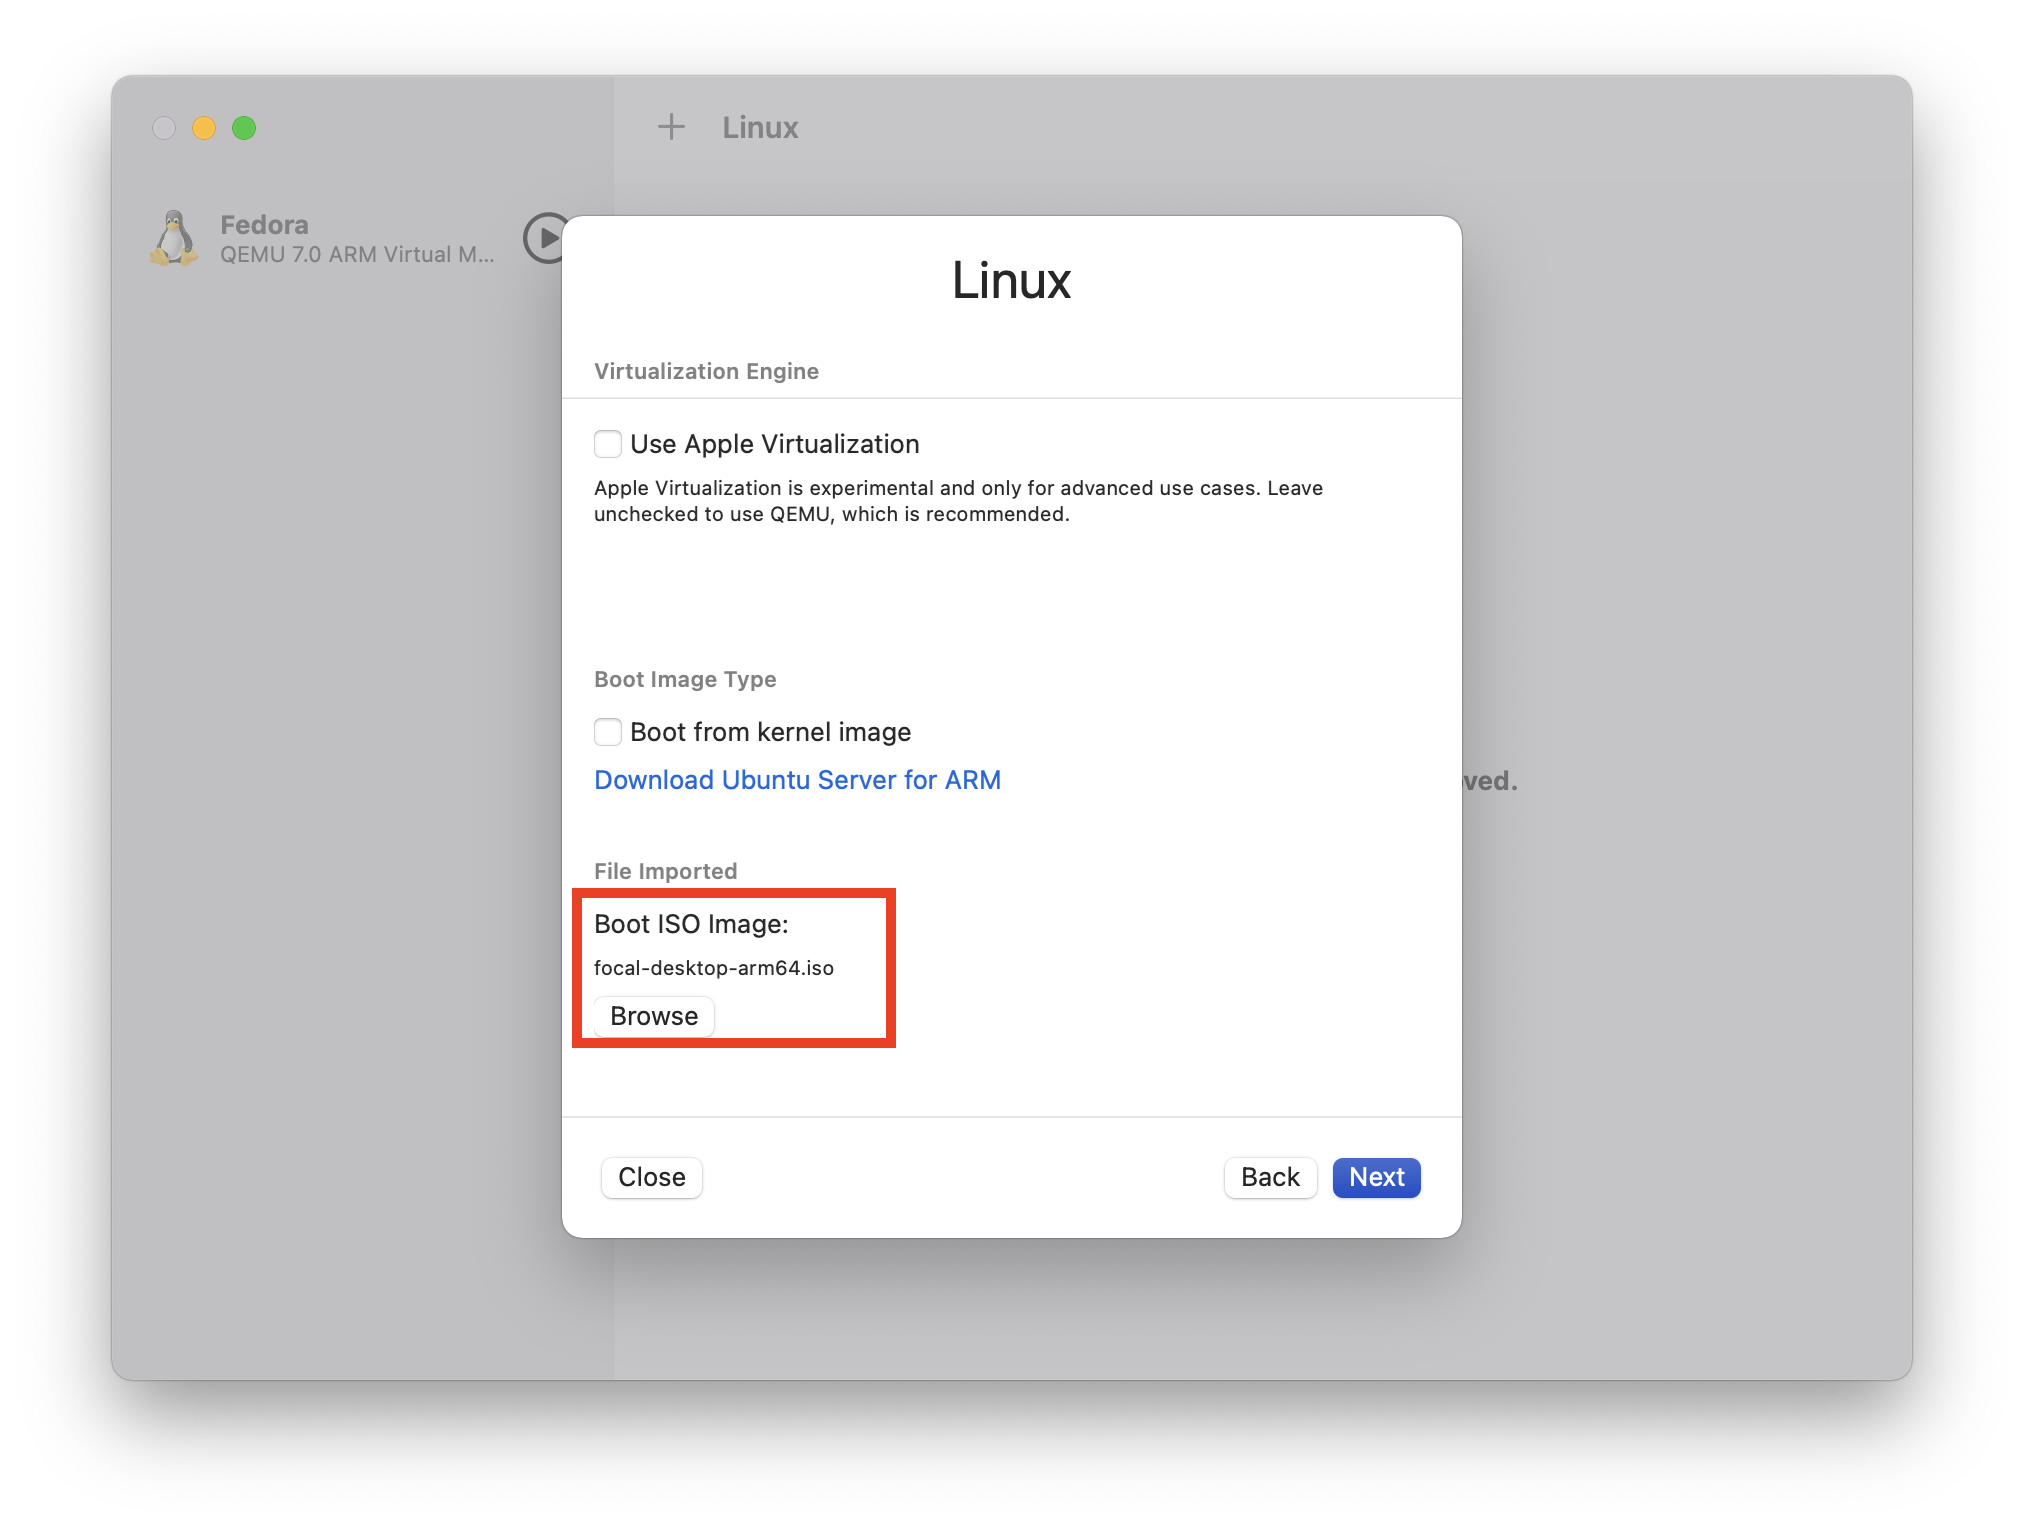 Linux
Fedora
QEMU 7.0 ARM Virtual M...
Linux
Virtualization Engine
Use Apple Virtualization
Apple Virtualization is experimental and only for advanced use cases. Leave
unchecked to use QEMU, which is recommended.
Boot Image Type
Boot from kernel image
Download Ubuntu Server for ARM
ved.
File Imported
Boot ISO Image:
focal-desktop-arm64.iso
Browse
Close
Back
Next